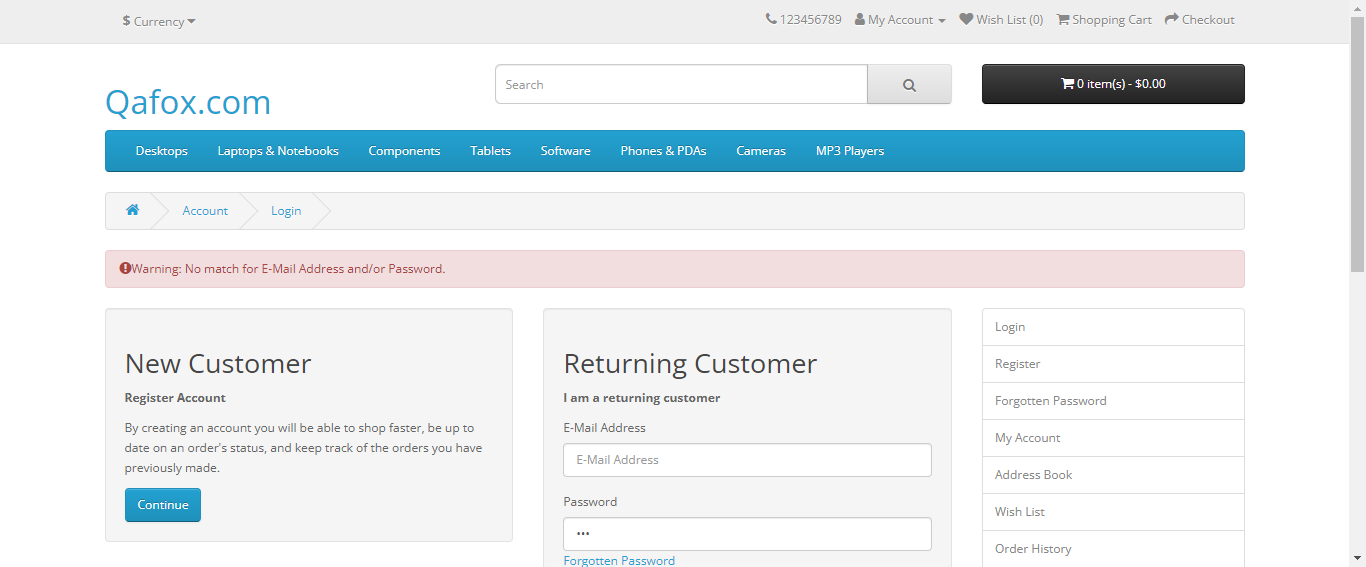 $ Currency
123456789 My Account Wish List (0) Shopping Cart Checkout
Qafox.com
Search
0 item(s) - $0.00
Desktops Laptops & Notebooks Components Tablets Software Phones & PDAs Cameras MP3 Players
Account Login
Warning: No match for E-Mail Address and/or Password.
New Customer
Register Account
By creating an account you will be able to shop faster, be up to
date on an order's status, and keep track of the orders you have
previously made.
Continue
Returning Customer
I am a returning customer
E-Mail Address
E-Mail Address
Password
•••
Forgotten Password
Login
Register
Forgotten Password
My Account
Address Book
Wish List
Order History